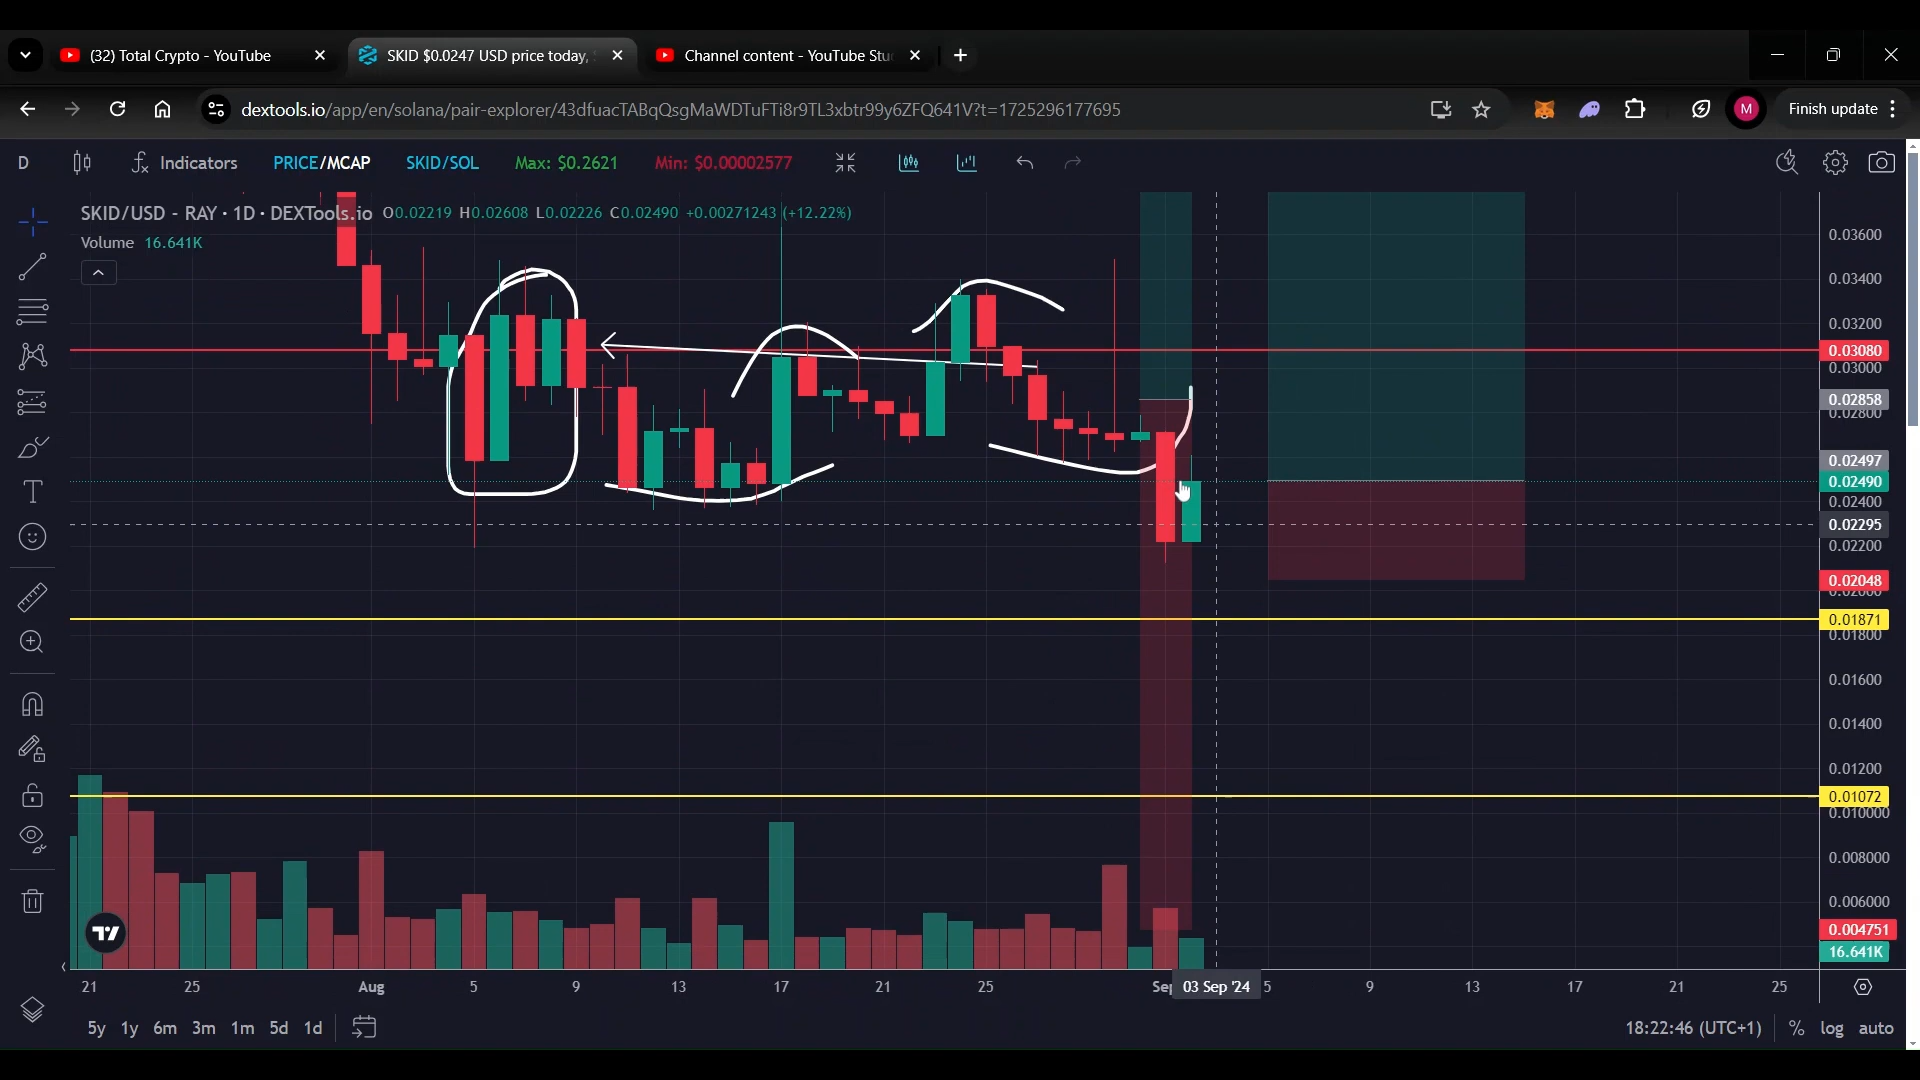 (32) Total Crypto - YouTube
SKID $0.0247 USD price today,
Channel content - YouTube Stu
dextools.io/app/en/solana/pair-explorer/43dfuacTABqQsgMaWDTuFTi8r9TL3xbtr99y6ZFQ641V?t=1725296177695
M
Finish update
D
Indicators
PRICE/MCAP
SKID/SOL
Max: $0.2621
Min: $0.00002577
SKID/USD - RAY · 1D · DEXTools.io O0.02219 H0.02608 L0.02226 C0.02490 +0.00271243 (+12.22%)
Volume 16.641K
0.03600
0.03400
0.03200
0.03080
0.03000
0.02858
0.02800
0.02497
0.02490
0.02400
0.02295
0.02200
0.02048
0.02000
0.01871
0.01800
0.01600
0.01400
0.01200
0.01072
0.010000
0.008000
0.006000
0.004751
16.641K
21 25 Aug 5 9 13 17 21 25 Sep 03 Sep '24 5 9 13 17 21 25
5y 1y 6m 3m 1m 5d 1d
18:22:46 (UTC+1) % log auto